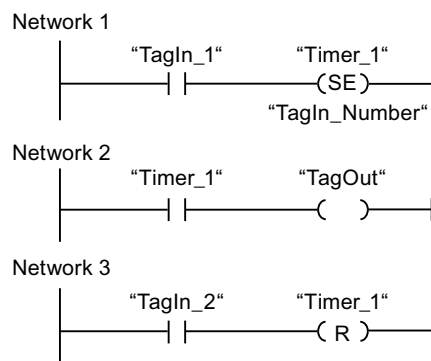 Network 1
“TagIn_1“ “Timer_1“
SE
“TagIn_Number“
Network 2
“Timer_1“ “TagOut“
Network 3
“TagIn_2“ “Timer_1“
R